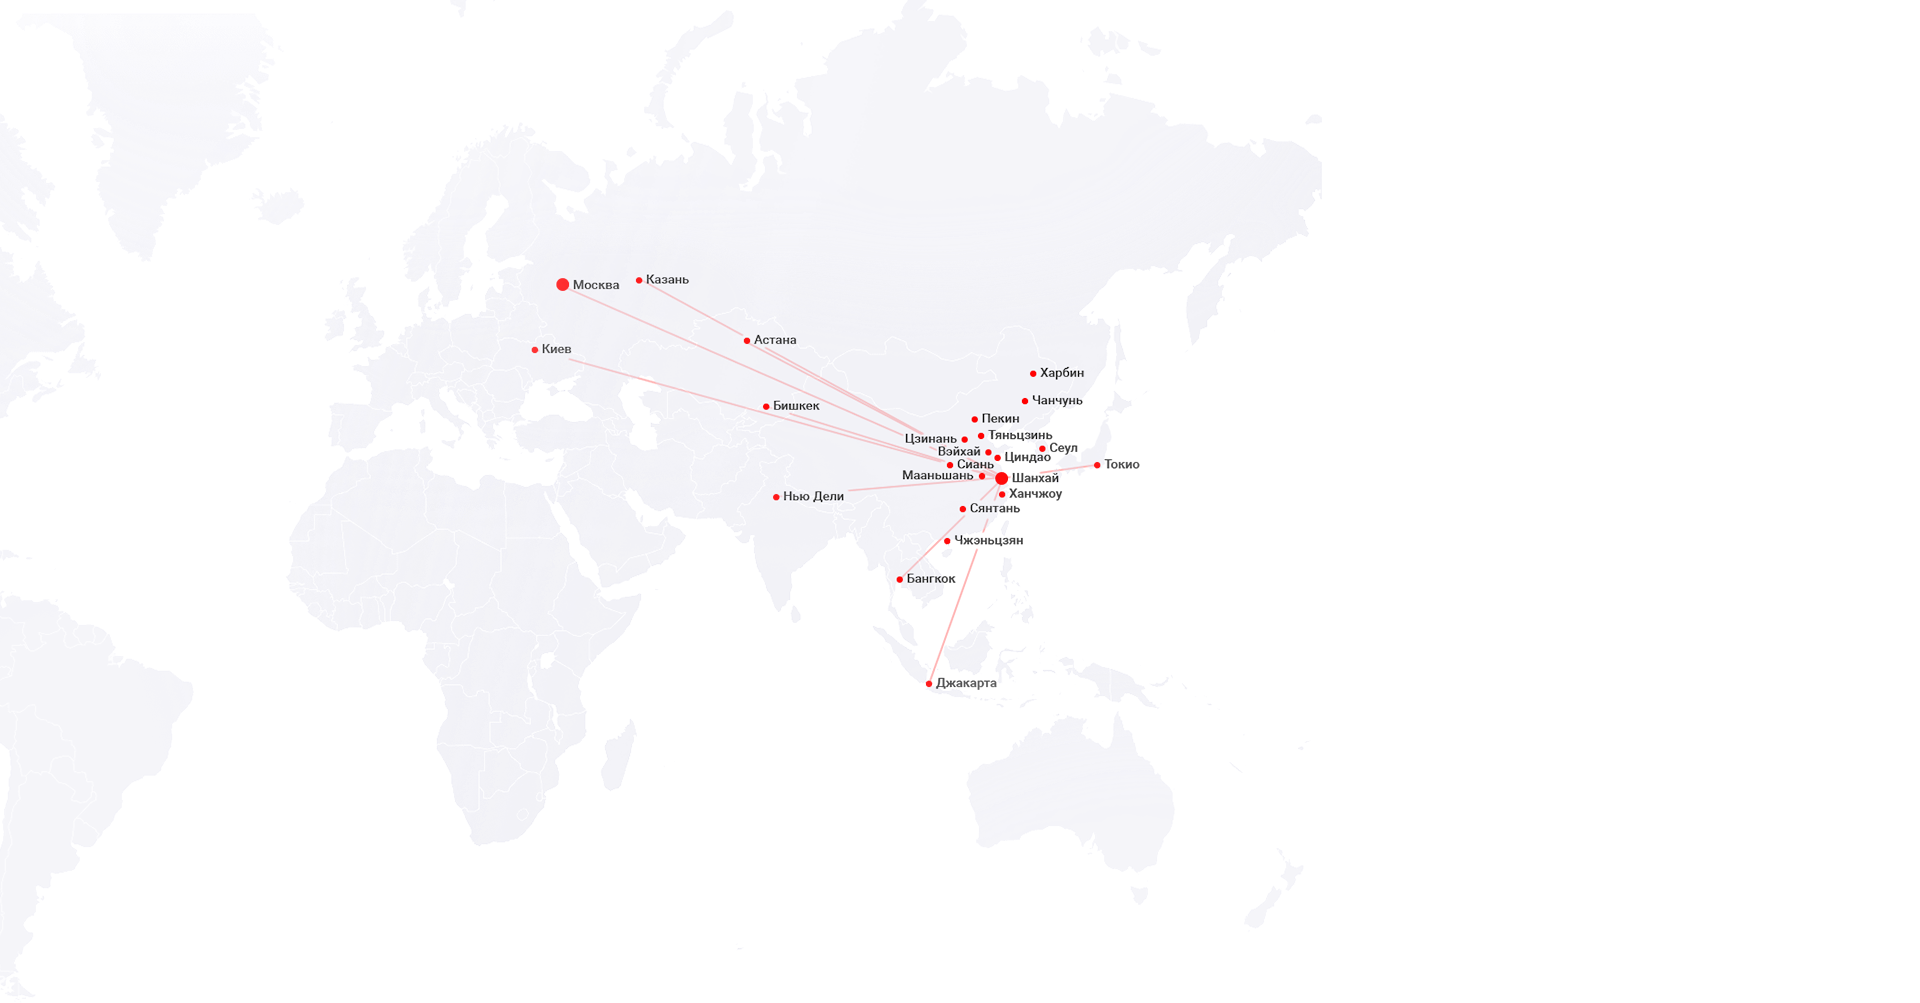 Казань
Москва
Астана
Киев
Харбин
Чанчунь
Бишкек
Пекин
Тяньцзинь
Цзинань
Сеул
Вэйхай
Циндао
Сиань
Токио
Мааньшань
Шанхай
Ханчжоу
Нью Дели
Сянтань
Чжэньцзян
Бангкок
Джакарта